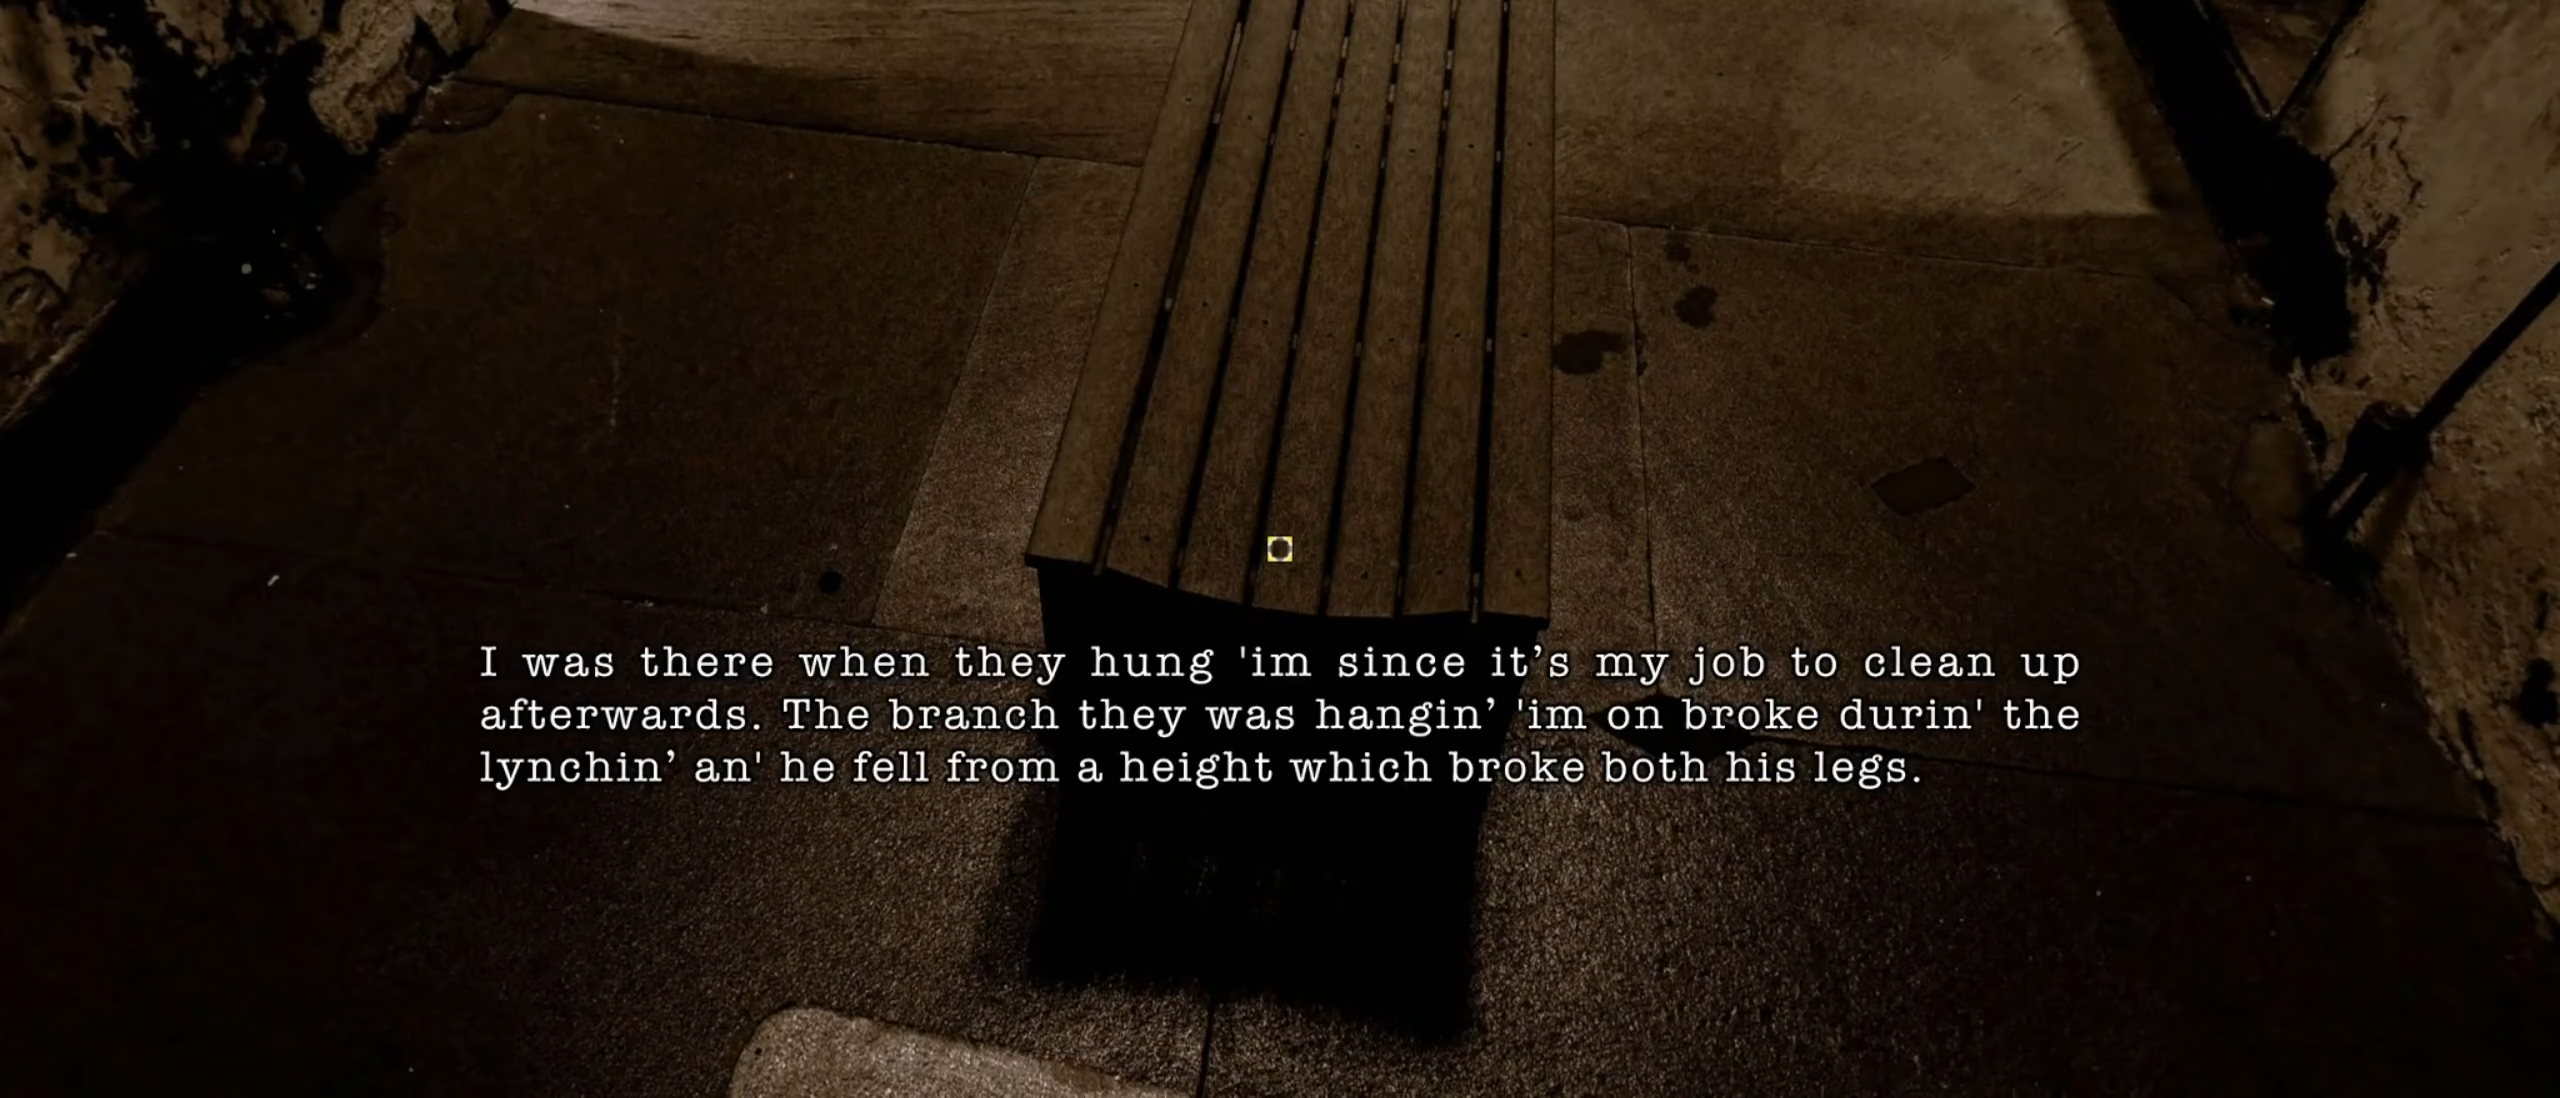 I was there when they hung 'im since it’s my job to clean up
afterwards. The branch they was hangin’ 'im on broke durin' the
lynchin’ an' he fell from a height which broke both his legs.